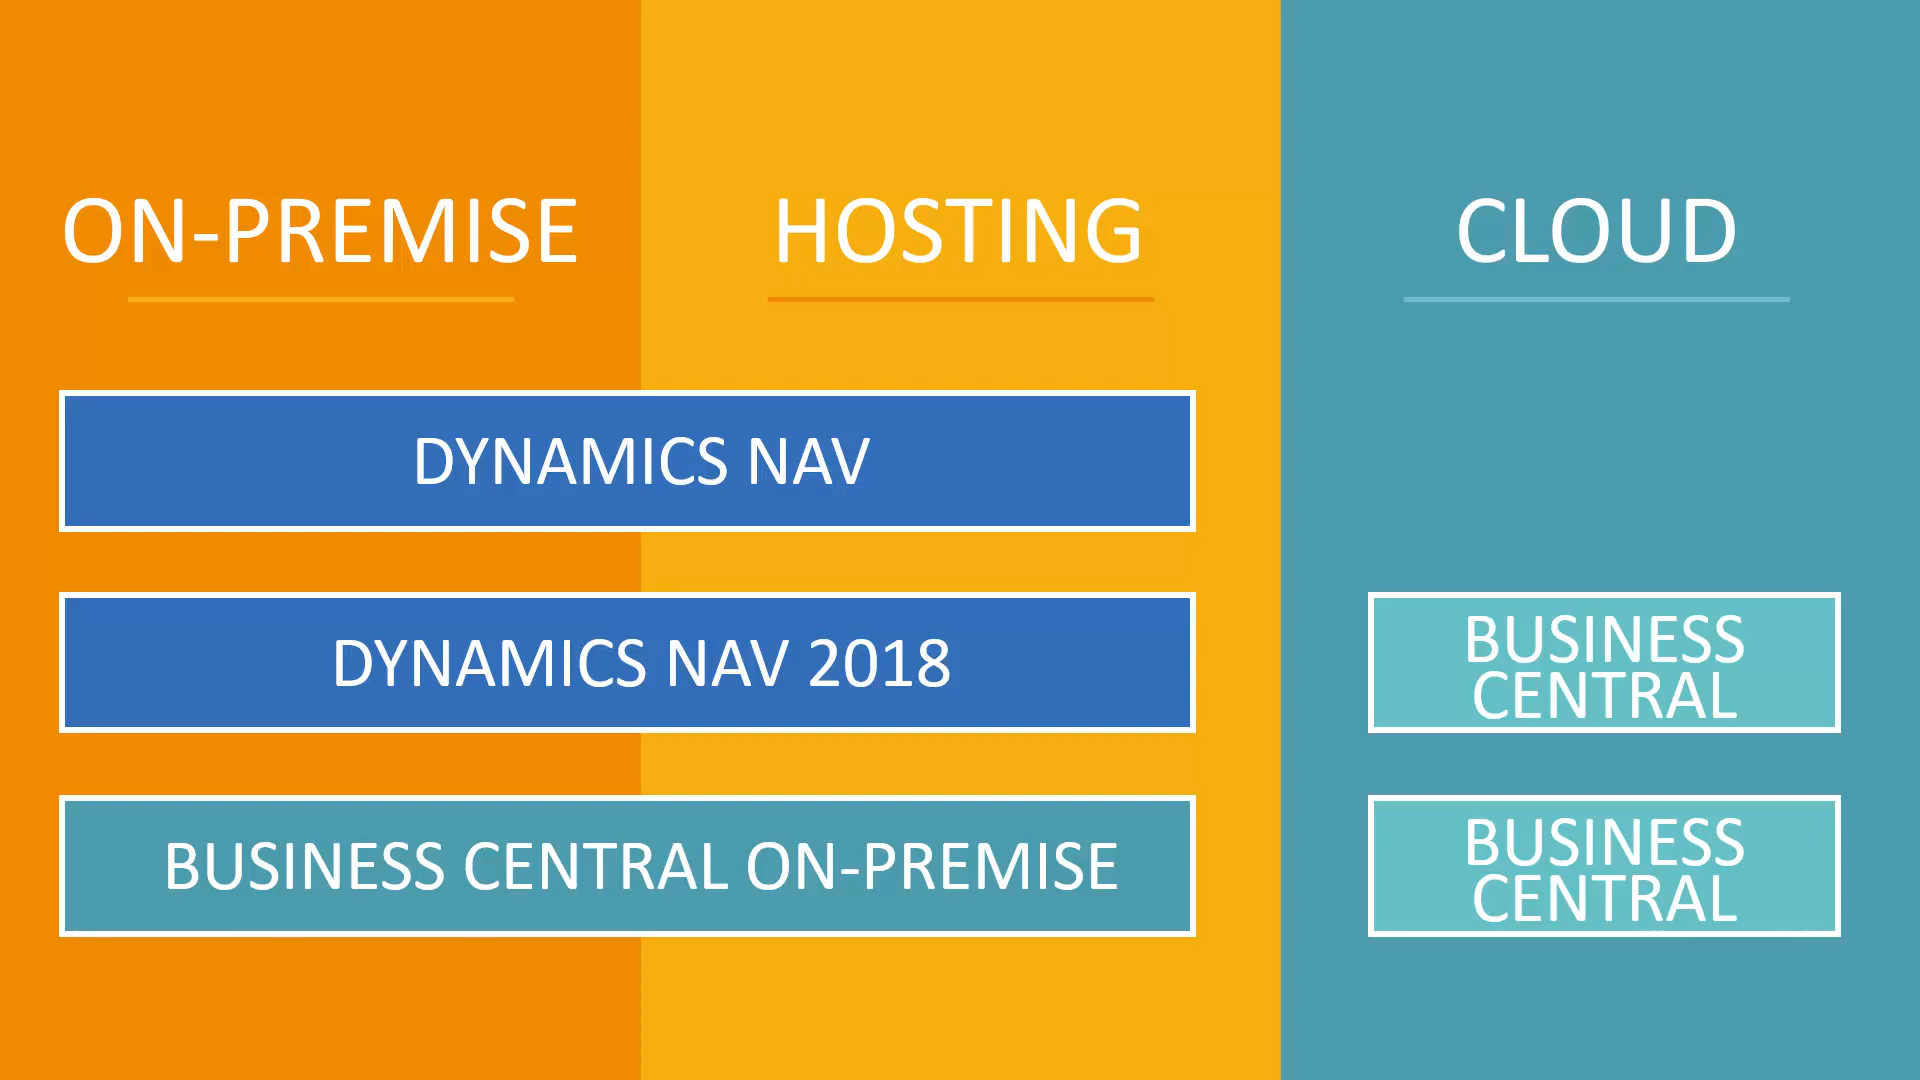 ON-PREMISE
HOSTING
CLOUD
DYNAMICS NAV
DYNAMICS NAV 2018
BUSINESS
CENTRAL
BUSINESS CENTRAL ON-PREMISE
BUSINESS
CENTRAL